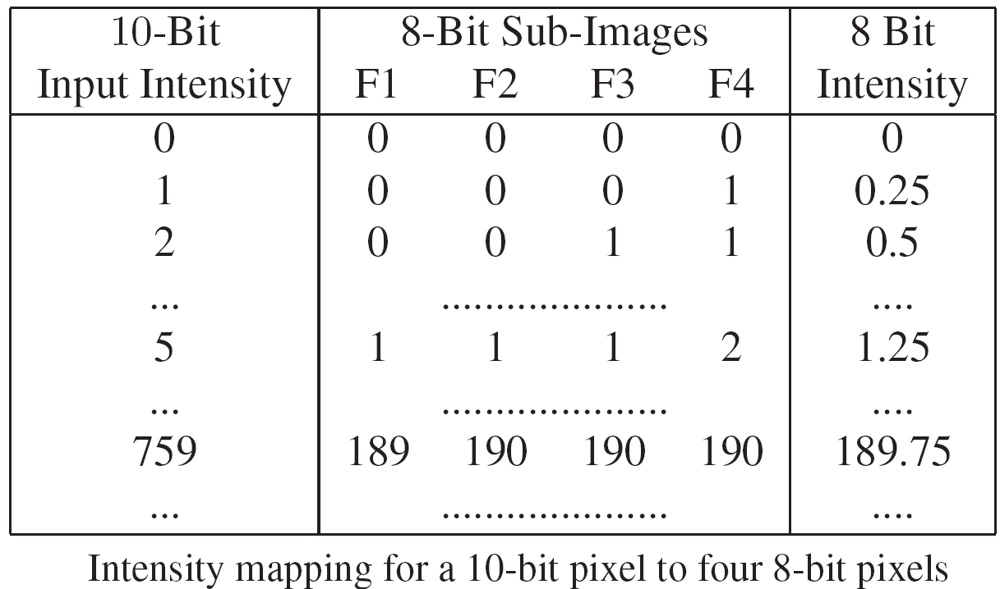 10-Bit 8-Bit Sub-Images 8 Bit
Input Intensity F1 F2 F3 F4 Intensity
0 0 0 0 0 0
1 0 0 0 1 0.25
2 0 0 1 1 0.5
... ..................... ....
5 1 1 1 2 1.25
... ..................... ....
759 189 190 190 190 189.75
... ..................... ....
Intensity mapping for a 10-bit pixel to four 8-bit pixels